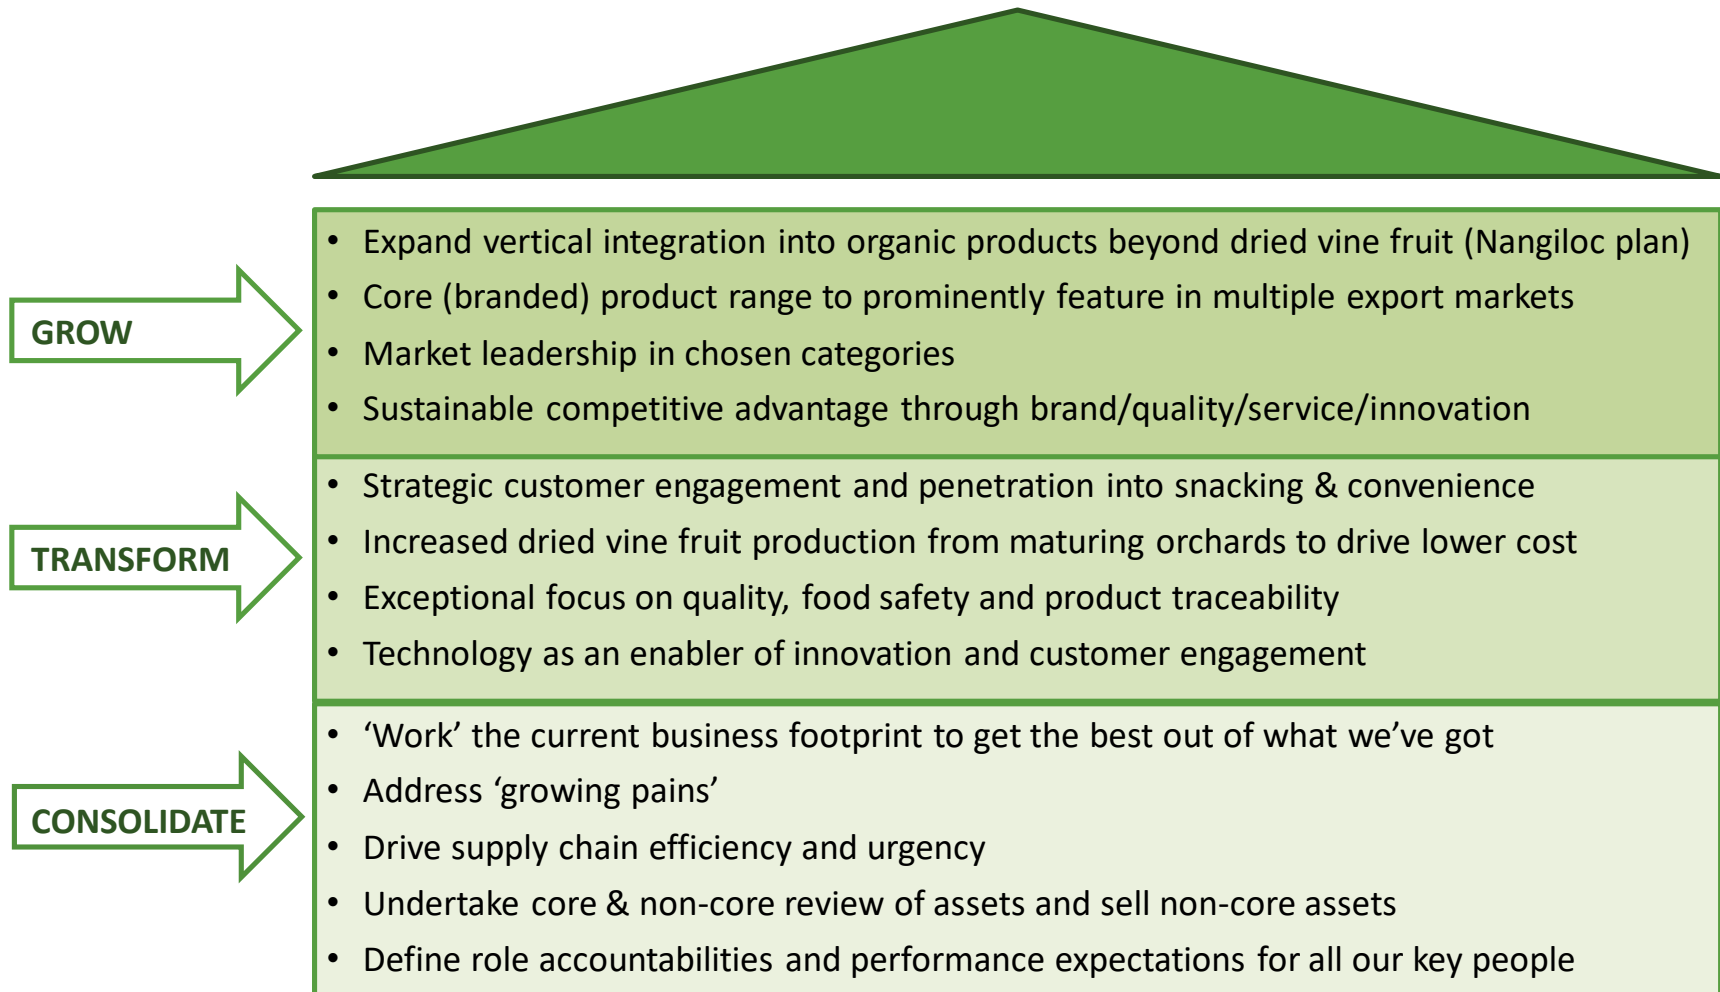 GROW
• Expand vertical integration into organic products beyond dried vine fruit (Nangiloc plan)
• Core (branded) product range to prominently feature in multiple export markets
• Market leadership in chosen categories
• Sustainable competitive advantage through brand/quality/service/innovation
TRANSFORM
• Strategic customer engagement and penetration into snacking & convenience
• Increased dried vine fruit production from maturing orchards to drive lower cost
• Exceptional focus on quality, food safety and product traceability
• Technology as an enabler of innovation and customer engagement
CONSOLIDATE
• ‘Work’ the current business footprint to get the best out of what we’ve got
• Address ‘growing pains’
• Drive supply chain efficiency and urgency
• Undertake core & non-core review of assets and sell non-core assets
• Define role accountabilities and performance expectations for all our key people